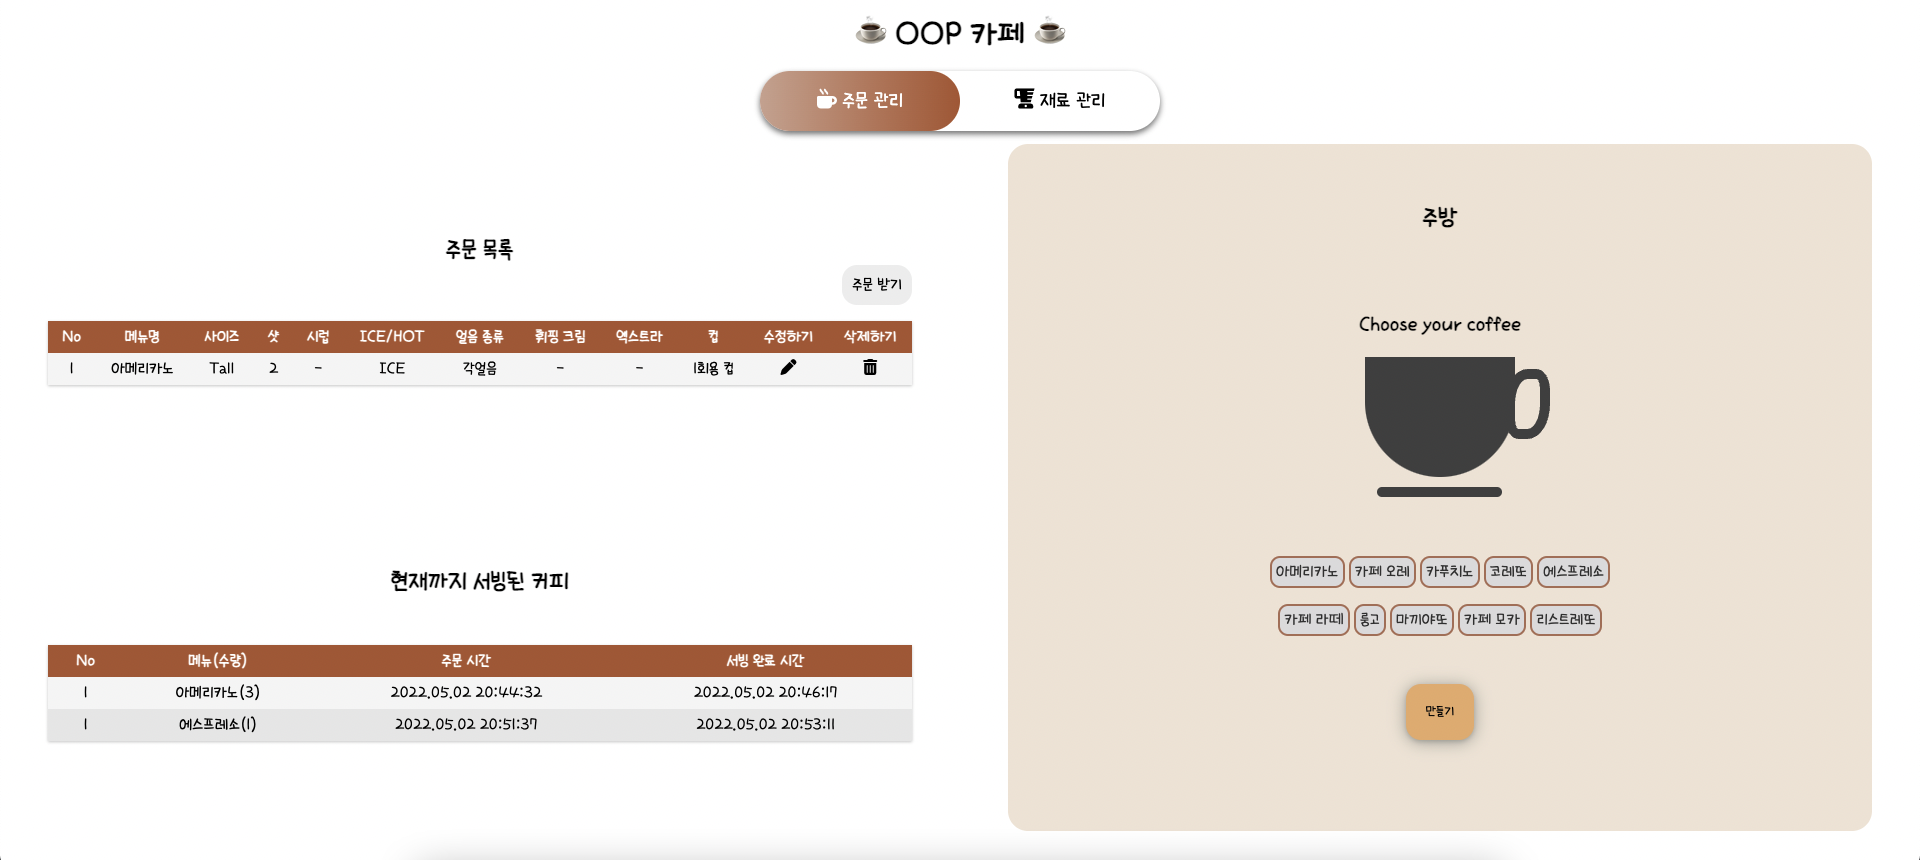 OOP 카페
주문 관리
재료 관리
주문 목록
주문 받기
No 메뉴명 사이즈 샷 시럽 ICE/HOT 얼음 종류 휘핑 크림 엑스트라 컵 수정하기 삭제하기
1 아메리카노 Tall 2 - ICE 각얼음 - - 1회용 컵
현재까지 서빙된 커피
No 메뉴(수량) 주문 시간 서빙 완료 시간
1 아메리카노(3) 2022.05.02 20:44:32 2022.05.02 20:46:17
1 에스프레소(1) 2022.05.02 20:51:37 2022.05.02 20:53:11
주방
Choose your coffee
아메리카노 카페 오레 카푸치노 코레또 에스프레소
카페 라떼 룽고 마끼야또 카페 모카 리스트레또
만들기